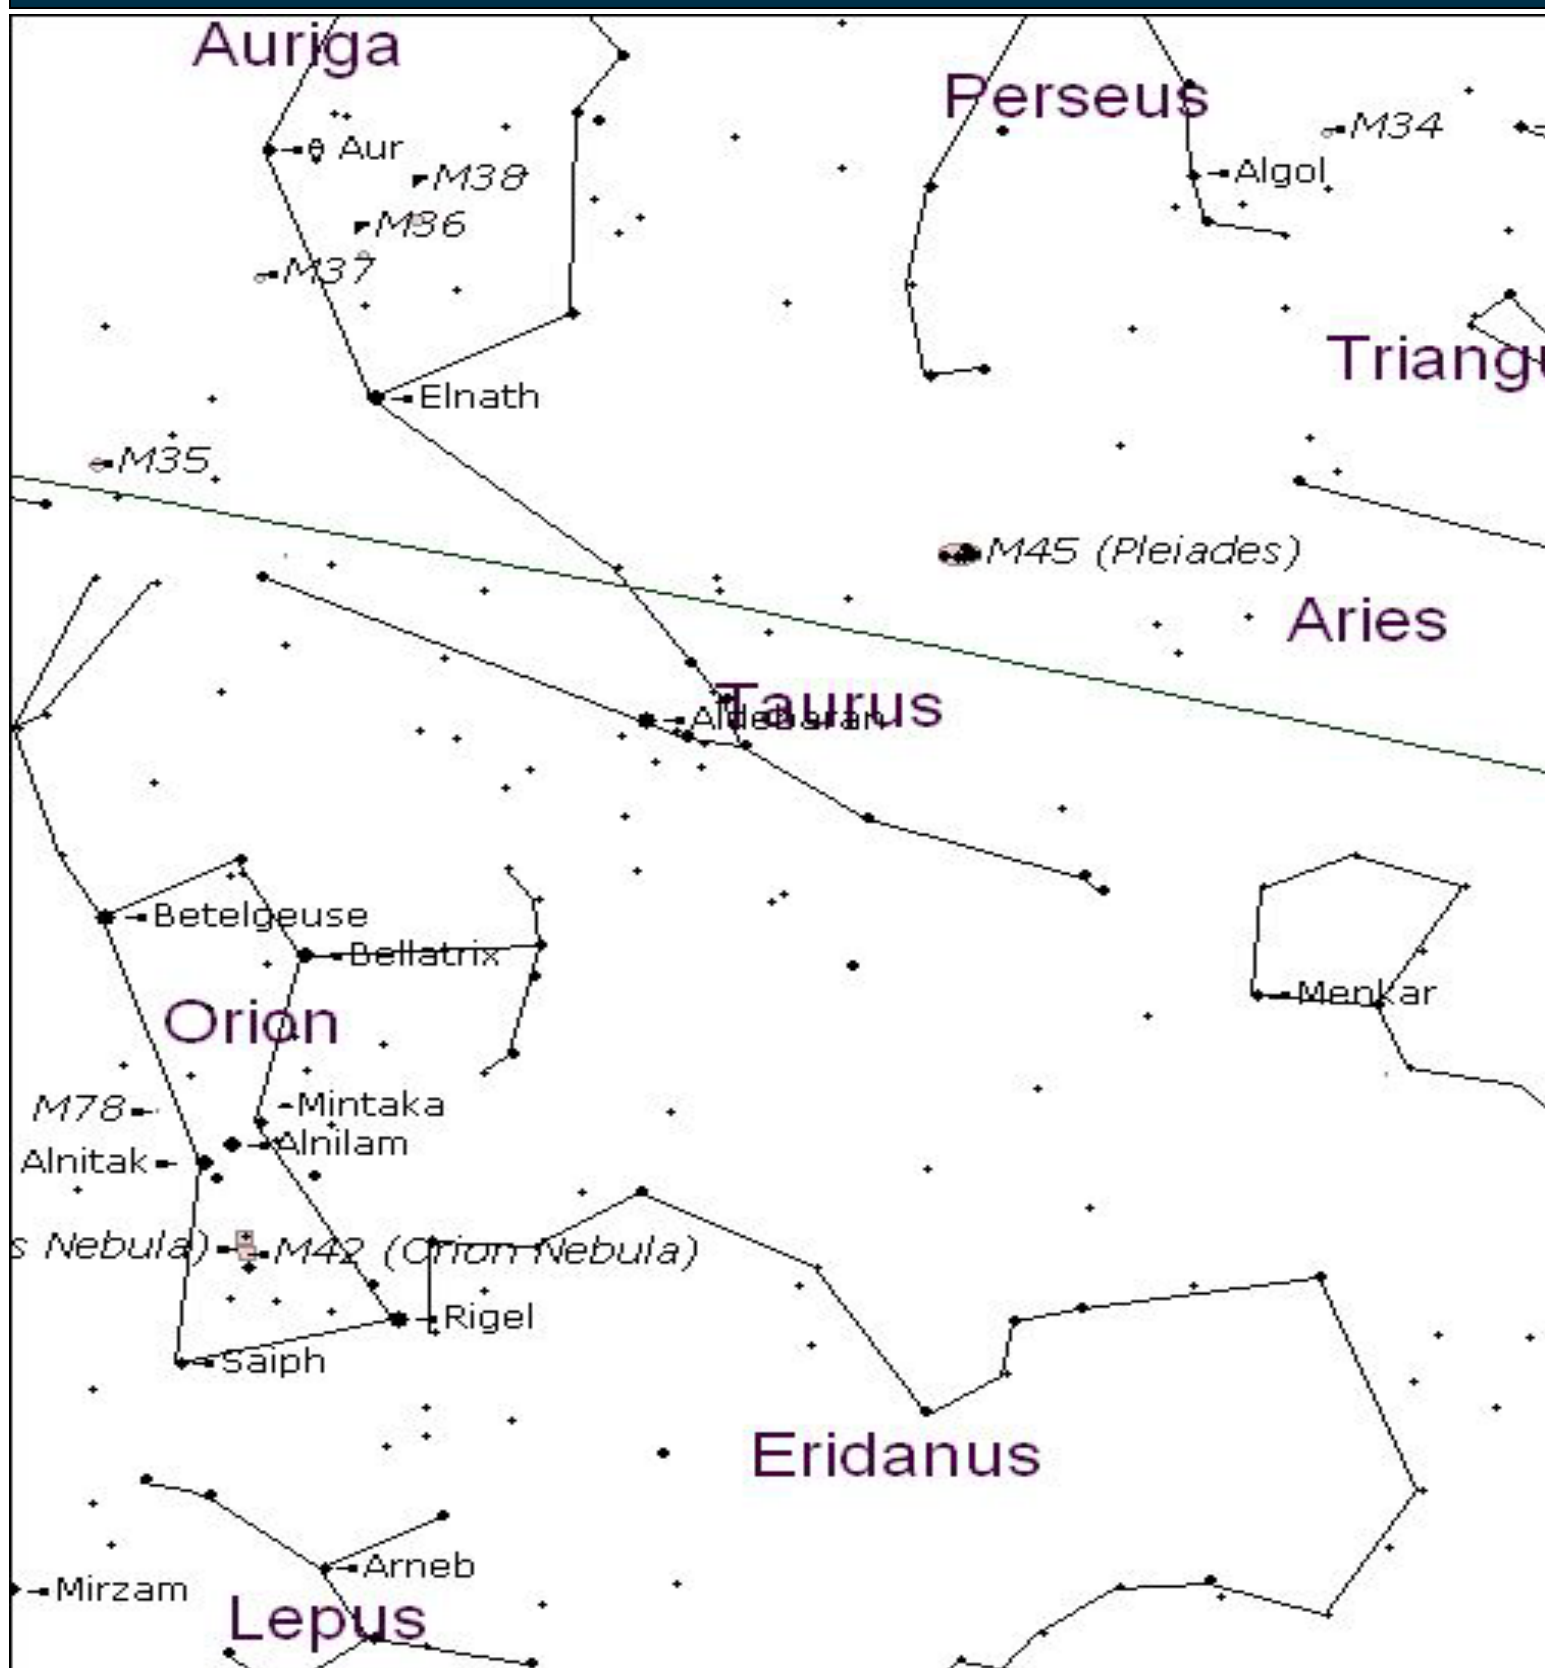 Auriga
Perseus
M34
θ Aur
Algol
M38
M36
M37
Triangu
Elnath
M35
M45 (Pleiades)
Aries
Taurus
Aldebaran
Betelgeuse
Bellatrix
Menkar
Orion
M78
Mintaka
Alnilam
Alnitak
s Nebula)
M42 (Orion Nebula)
Rigel
Saiph
Eridanus
Arneb
Mirzam
Lepus